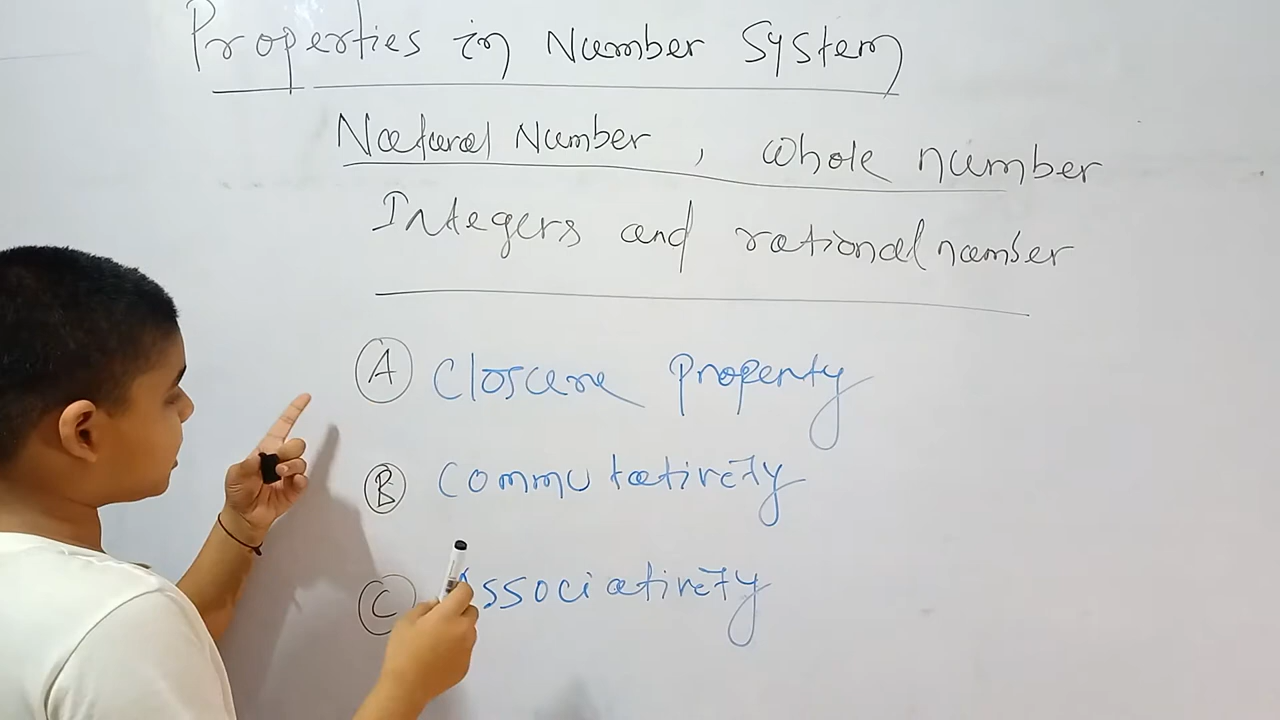 Properties in Number System
Natural Number, whole number
Integers and rational number
A Closure Property
B Commutativity
C Associativity